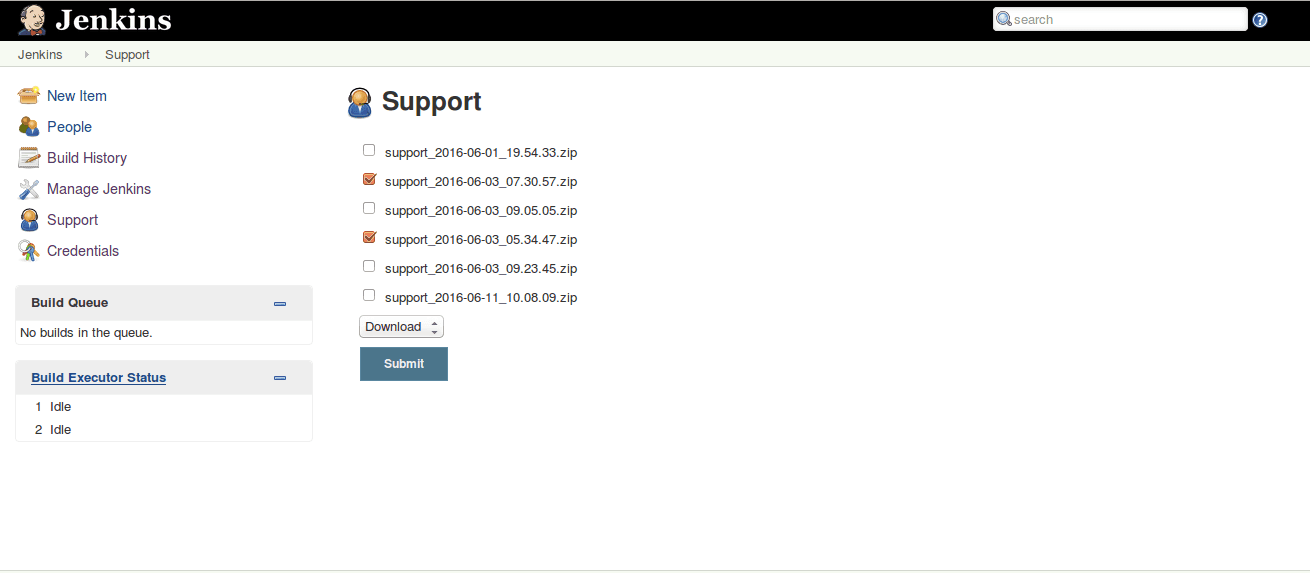 Jenkins
search
?
Jenkins
Support
New Item
People
Build History
Manage Jenkins
Support
Credentials
Build Queue
No builds in the queue.
Build Executor Status
1 Idle
2 Idle
Support
support_2016-06-01_19.54.33.zip
support_2016-06-03_07.30.57.zip
support_2016-06-03_09.05.05.zip
support_2016-06-03_05.34.47.zip
support_2016-06-03_09.23.45.zip
support_2016-06-11_10.08.09.zip
Download
Submit